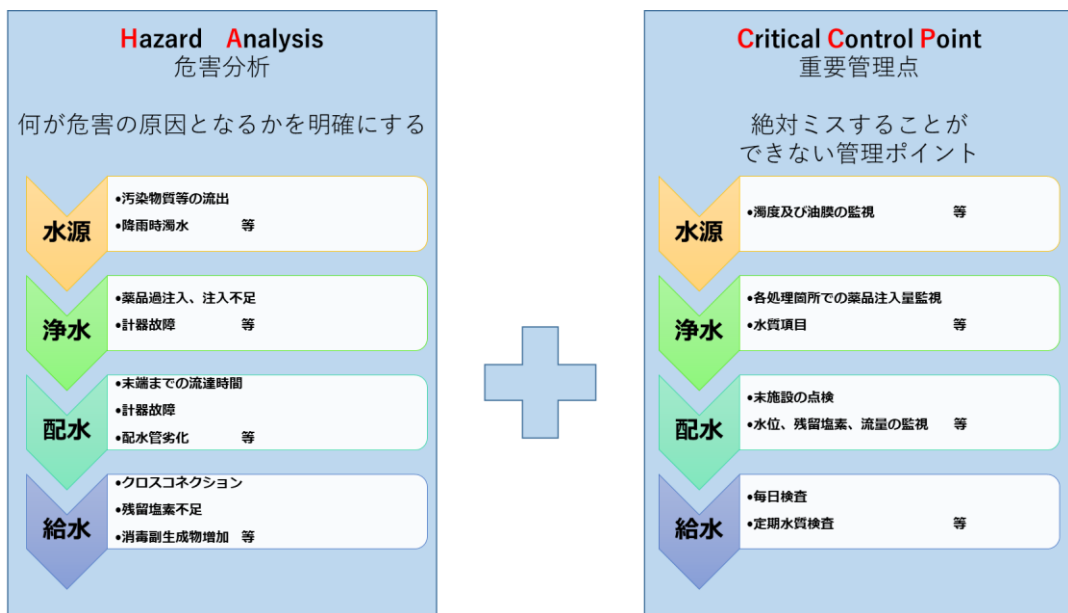 Hazard Analysis
危害分析
何が危害の原因となるかを明確にする
水源
•汚染物質等の流出
•降雨時濁水 等
浄水
•薬品過注入、注入不足
•計器故障 等
配水
•末端までの流達時間
•計器故障
•配水管劣化 等
給水
•クロスコネクション
•残留塩素不足
•消毒副生成物増加 等
Critical Control Point
重要管理点
絶対ミスすることが
できない管理ポイント
水源
•濁度及び油膜の監視 等
浄水
•各処理箇所での薬品注入量監視
•水質項目 等
配水
•末施設の点検
•水位、残留塩素、流量の監視 等
給水
•毎日検査
•定期水質検査 等